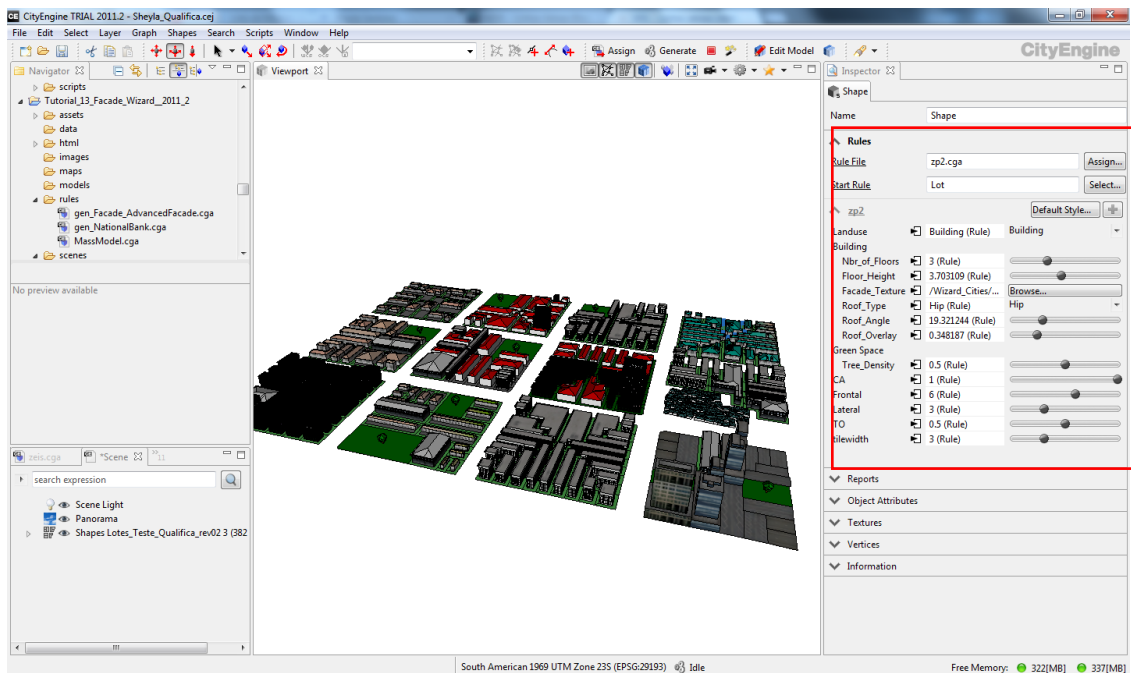 CE CityEngine TRIAL 2011.2 - Sheyla_Qualifica.cej
File Edit Select Layer Graph Shapes Search Scripts Window Help
Assign Generate Edit Model CityEngine
Navigator
scripts
Tutorial_13_Facade_Wizard__2011_2
assets
data
html
images
maps
models
rules
gen_Facade_AdvancedFacade.cga
gen_NationalBank.cga
MassModel.cga
scenes
No preview available
zeis.cga *Scene »11
search expression
Scene Light
Panorama
Shapes Lotes_Teste_Qualifica_rev02 3 (382
Viewport
Inspector
Shape
Name Shape
Rules
Rule File zp2.cga Assign...
Start Rule Lot Select...
zp2 Default Style...
Landuse Building (Rule) Building
Building
Nbr_of_Floors 3 (Rule)
Floor_Height 3.703109 (Rule)
Facade_Texture /Wizard_Cities/... Browse...
Roof_Type Hip (Rule) Hip
Roof_Angle 19.321244 (Rule)
Roof_Overlay 0.348187 (Rule)
Green Space
Tree_Density 0.5 (Rule)
CA 1 (Rule)
Frontal 6 (Rule)
Lateral 3 (Rule)
TO 0.5 (Rule)
tilewidth 3 (Rule)
Reports
Object Attributes
Textures
Vertices
Information
South American 1969 UTM Zone 23S (EPSG:29193) Idle
Free Memory: 322[MB] 337[MB]